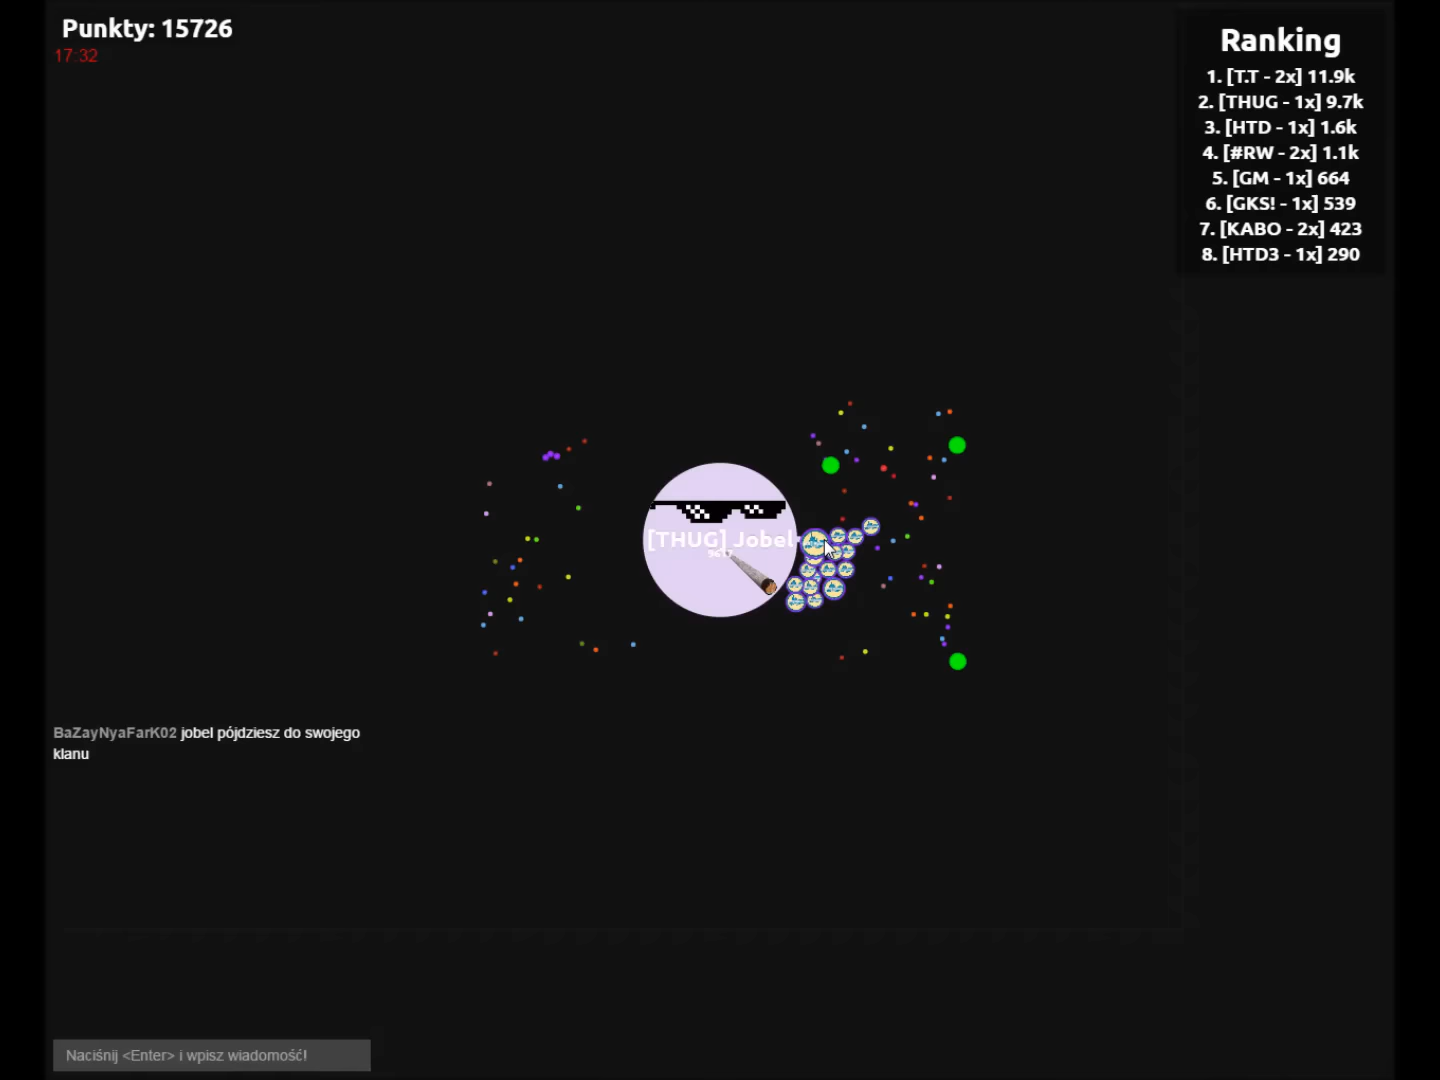 Punkty: 15726
17:32
Ranking
1. [T.T - 2x] 11.9k
2. [THUG - 1x] 9.7k
3. [HTD - 1x] 1.6k
4. [#RW - 2x] 1.1k
5. [GM - 1x] 664
6. [GKS! - 1x] 539
7. [KABO - 2x] 423
8. [HTD3 - 1x] 290
[THUG] Jobel
BaZayNyaFarK02 jobel pójdziesz do swojego
klanu
Naciśnij <Enter> i wpisz wiadomość!